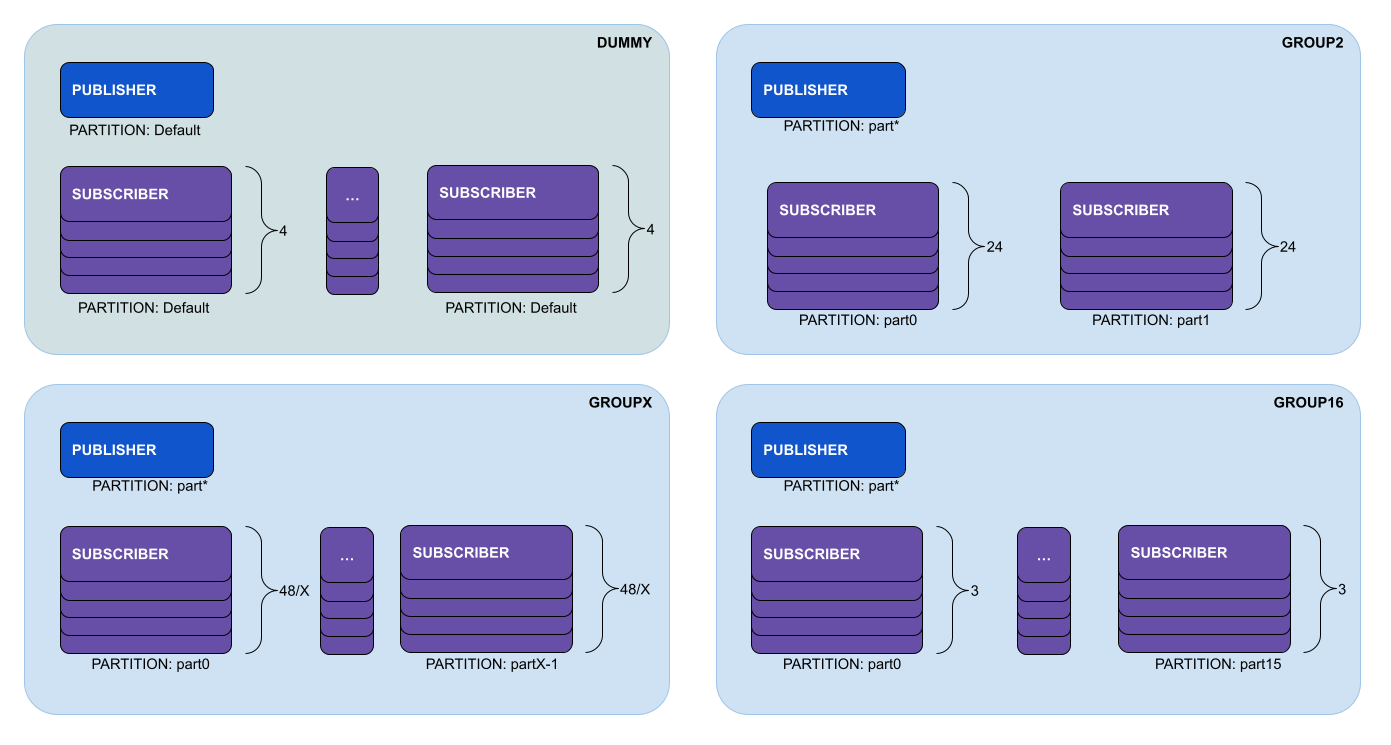 DUMMY
PUBLISHER
PARTITION: Default
SUBSCRIBER
4
...
SUBSCRIBER
4
PARTITION: Default
PARTITION: Default
GROUP2
PUBLISHER
PARTITION: part*
SUBSCRIBER
24
SUBSCRIBER
24
PARTITION: part0
PARTITION: part1
GROUPX
PUBLISHER
PARTITION: part*
SUBSCRIBER
48/X
...
SUBSCRIBER
48/X
PARTITION: part0
PARTITION: partX-1
GROUP16
PUBLISHER
PARTITION: part*
SUBSCRIBER
3
...
SUBSCRIBER
3
PARTITION: part0
PARTITION: part15